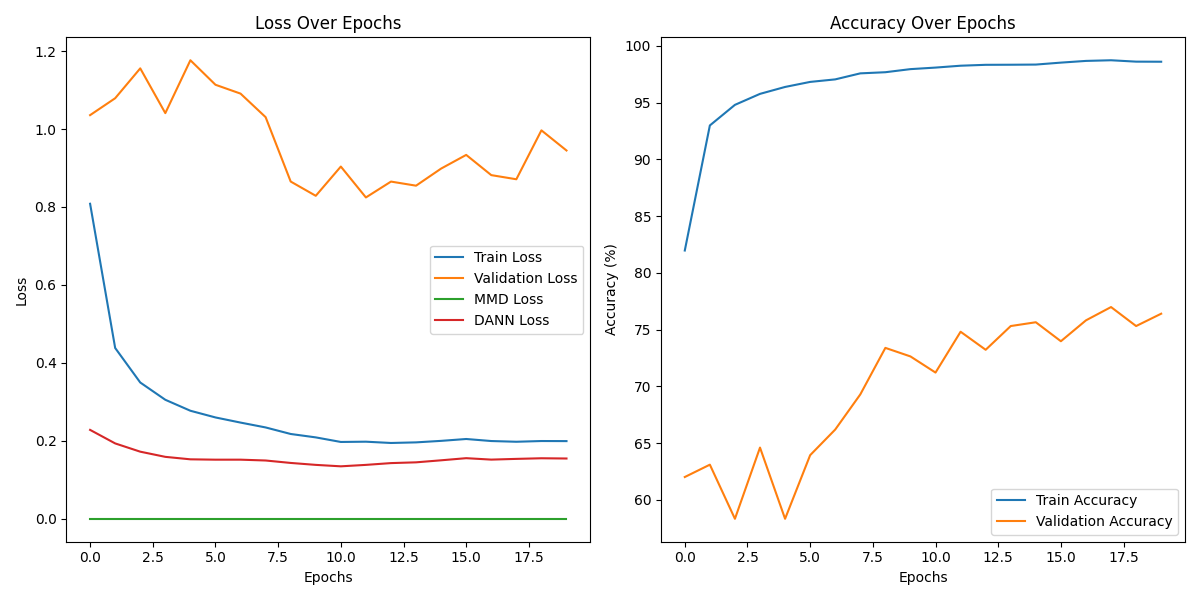 Loss Over Epochs
1.2
1.0
0.8
0.6
0.4
0.2
0.0
Loss
Train Loss
Validation Loss
MMD Loss
DANN Loss
0.0 2.5 5.0 7.5 10.0 12.5 15.0 17.5
Epochs
Accuracy Over Epochs
100
95
90
85
80
75
70
65
60
Accuracy (%)
Train Accuracy
Validation Accuracy
0.0 2.5 5.0 7.5 10.0 12.5 15.0 17.5
Epochs